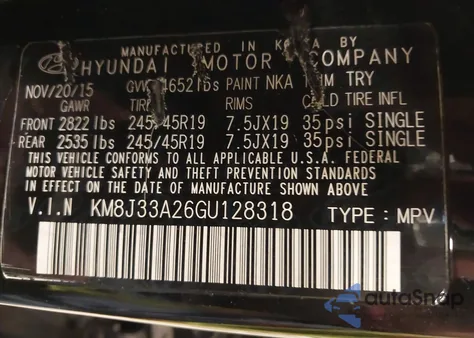 MANUFACTURED IN KOREA BY
HYUNDAI MOTOR COMPANY
NOV/20/15 GVWR 4652lbs PAINT NKA TRIM TRY
GAWR TIRE RIMS COLD TIRE INFL
FRONT 2822 lbs 245/45R19 7.5JX19 35psi SINGLE
REAR 2535 lbs 245/45R19 7.5JX19 35psi SINGLE
THIS VEHICLE CONFORMS TO ALL APPLICABLE U.S.A. FEDERAL
MOTOR VEHICLE SAFETY AND THEFT PREVENTION STANDARDS
IN EFFECT ON THE DATE OF MANUFACTURE SHOWN ABOVE.
V.I.N KM8J33A26GU128318 TYPE: MPV
autoSnap